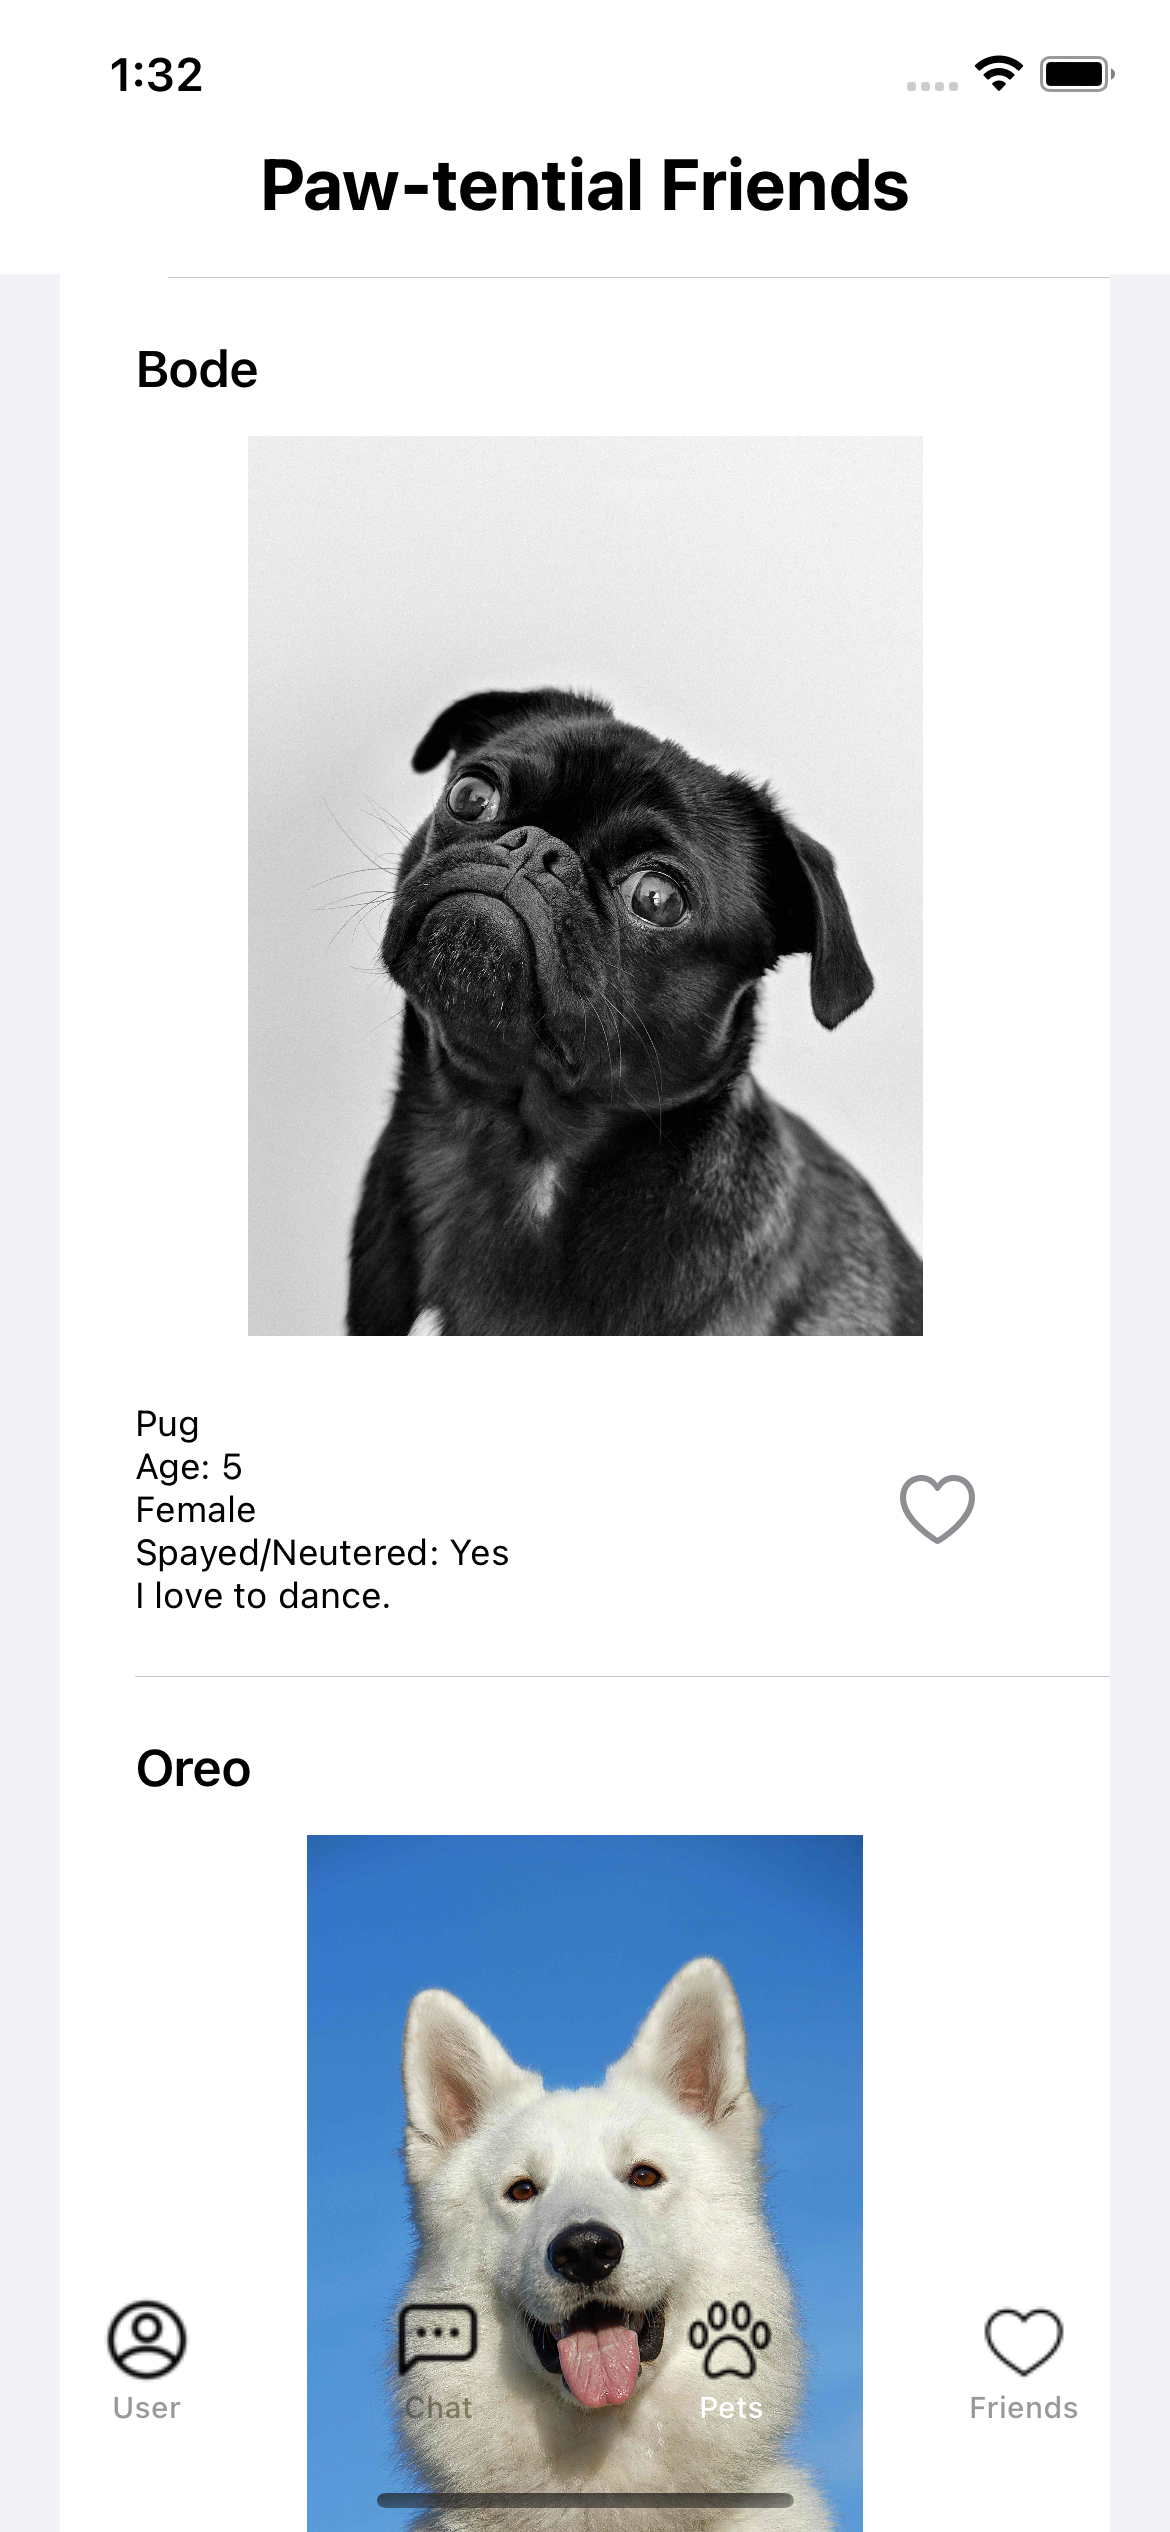 1:32
Paw-tential Friends
Bode
Pug
Age: 5
Female
Spayed/Neutered: Yes
I love to dance.
Oreo
User
Chat
Pets
Friends